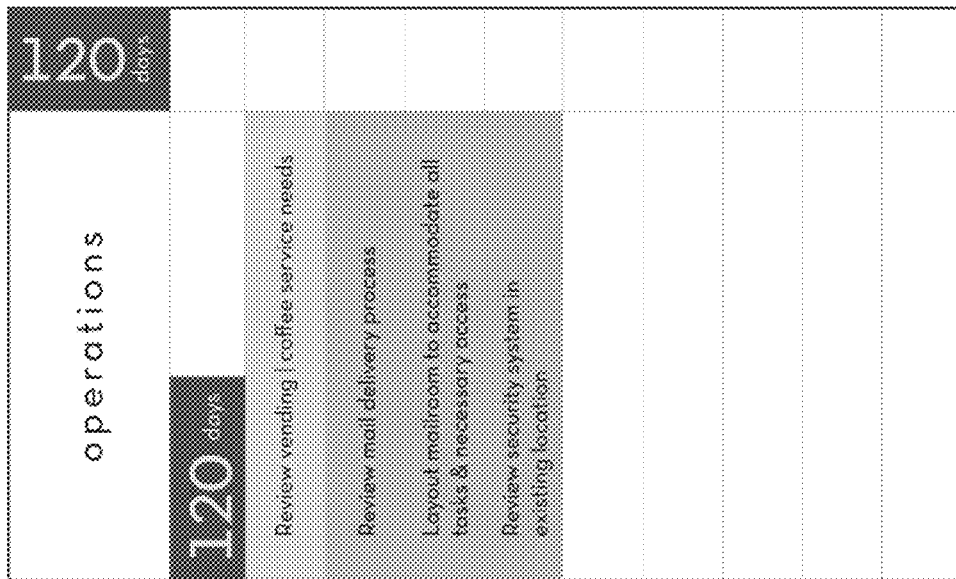 120 days
operations
120 days
Review vending | coffee service needs
Review mail delivery process
Layout mailroom to accommodate all
tasks & necessary access
Review security system in
existing location